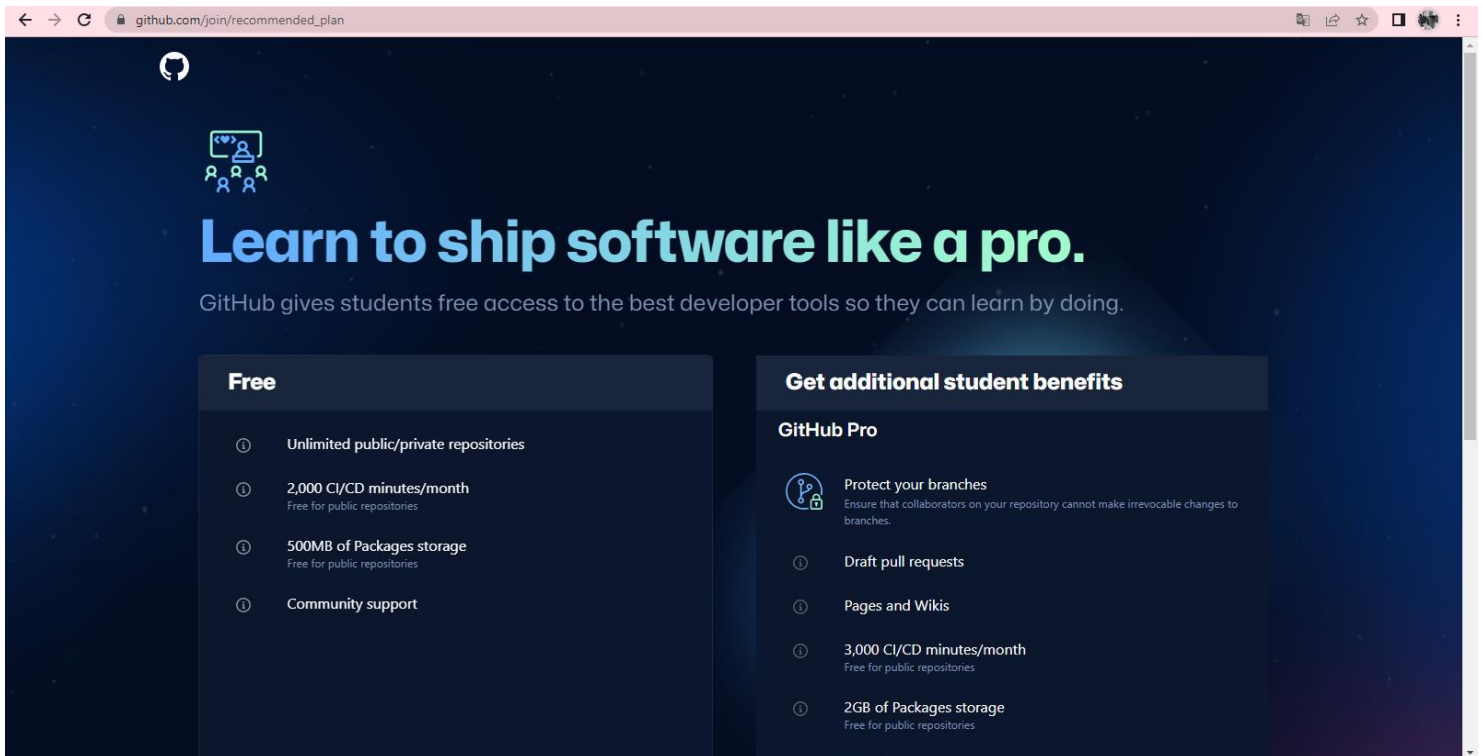 github.com/join/recommended_plan
Learn to ship software like a pro.
GitHub gives students free access to the best developer tools so they can learn by doing.
Free
Unlimited public/private repositories
2,000 CI/CD minutes/month
Free for public repositories
500MB of Packages storage
Free for public repositories
Community support
Get additional student benefits
GitHub Pro
Protect your branches
Ensure that collaborators on your repository cannot make irrevocable changes to
branches.
Draft pull requests
Pages and Wikis
3,000 CI/CD minutes/month
Free for public repositories
2GB of Packages storage
Free for public repositories